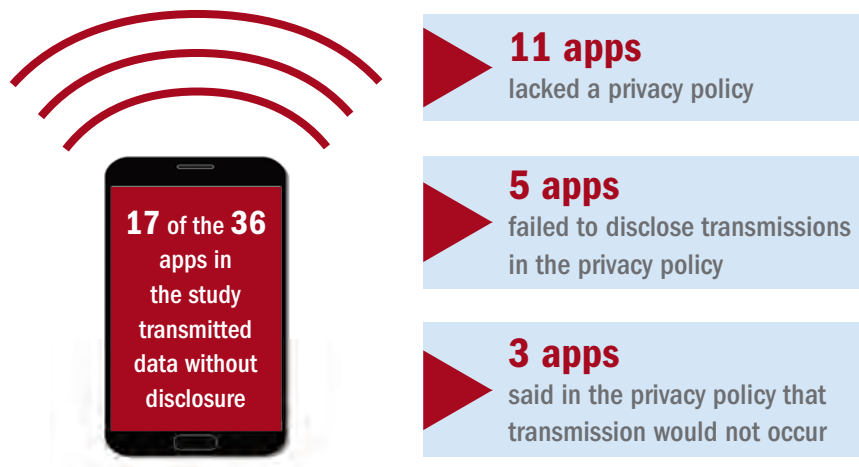 17 of the 36
apps in
the study
transmitted
data without
disclosure
11 apps
lacked a privacy policy
5 apps
failed to disclose transmissions
in the privacy policy
3 apps
said in the privacy policy that
transmission would not occur